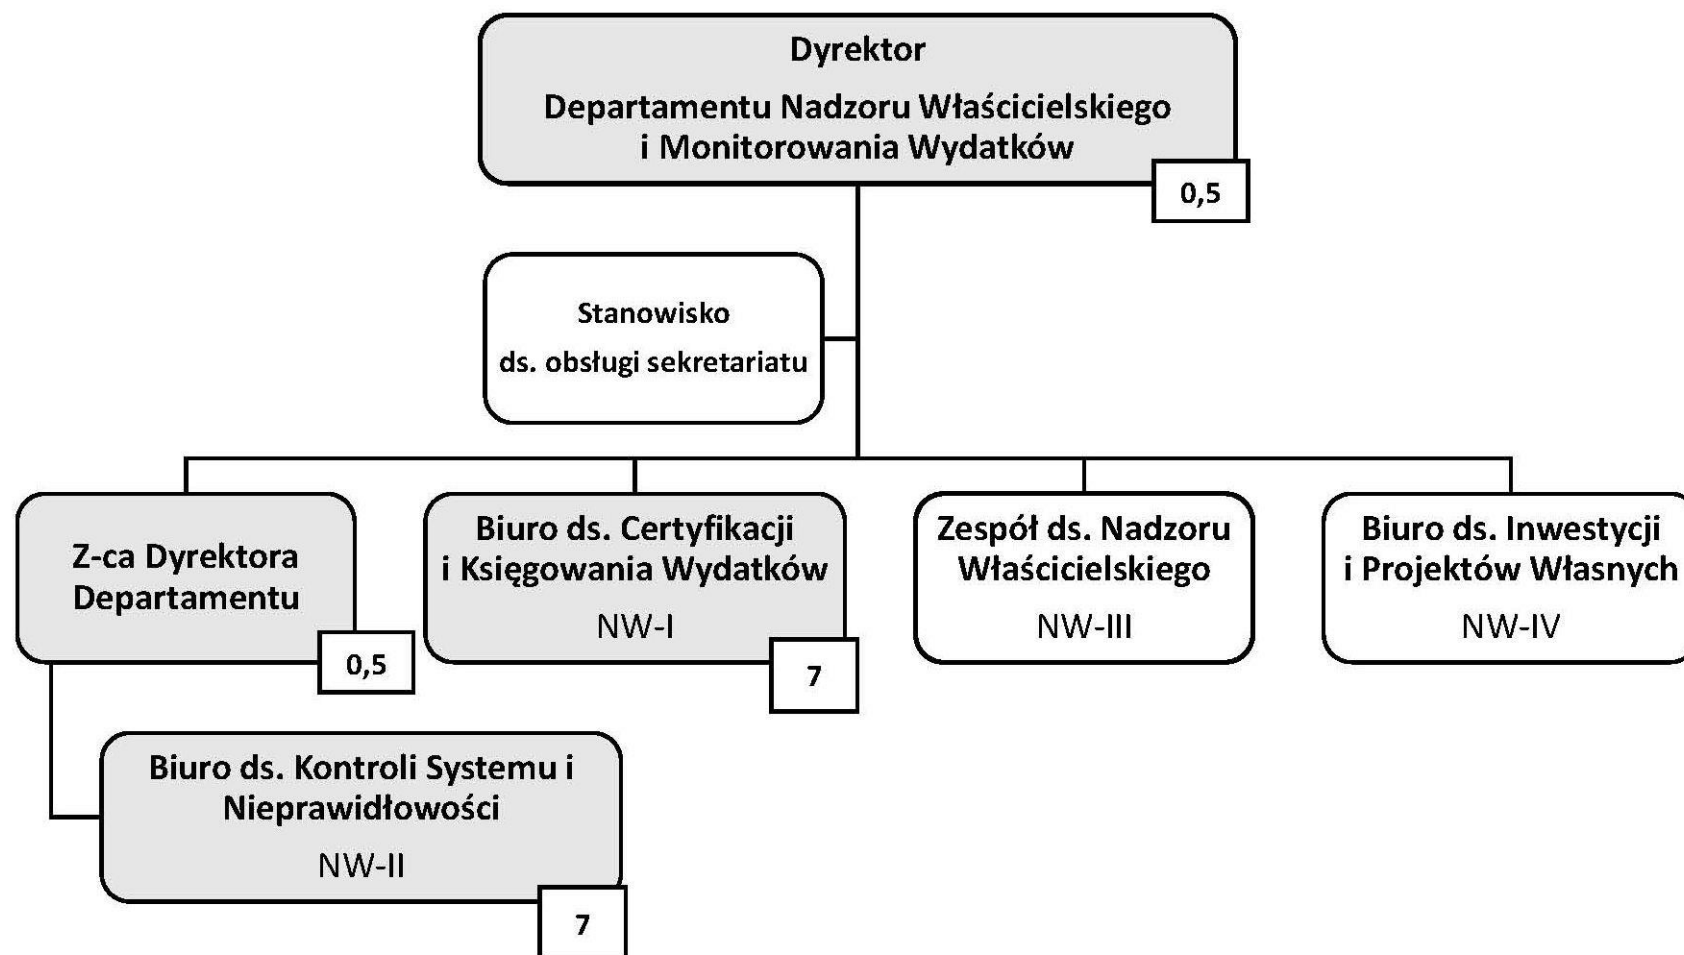 Dyrektor
Departamentu Nadzoru Właścicielskiego
i Monitorowania Wydatków
0,5
Stanowisko
ds. obsługi sekretariatu
Z-ca Dyrektora
Departamentu
0,5
Biuro ds. Certyfikacji
i Księgowania Wydatków
NW-I
7
Zespół ds. Nadzoru
Właścicielskiego
NW-III
Biuro ds. Inwestycji
i Projektów Własnych
NW-IV
Biuro ds. Kontroli Systemu i
Nieprawidłowości
NW-II
7